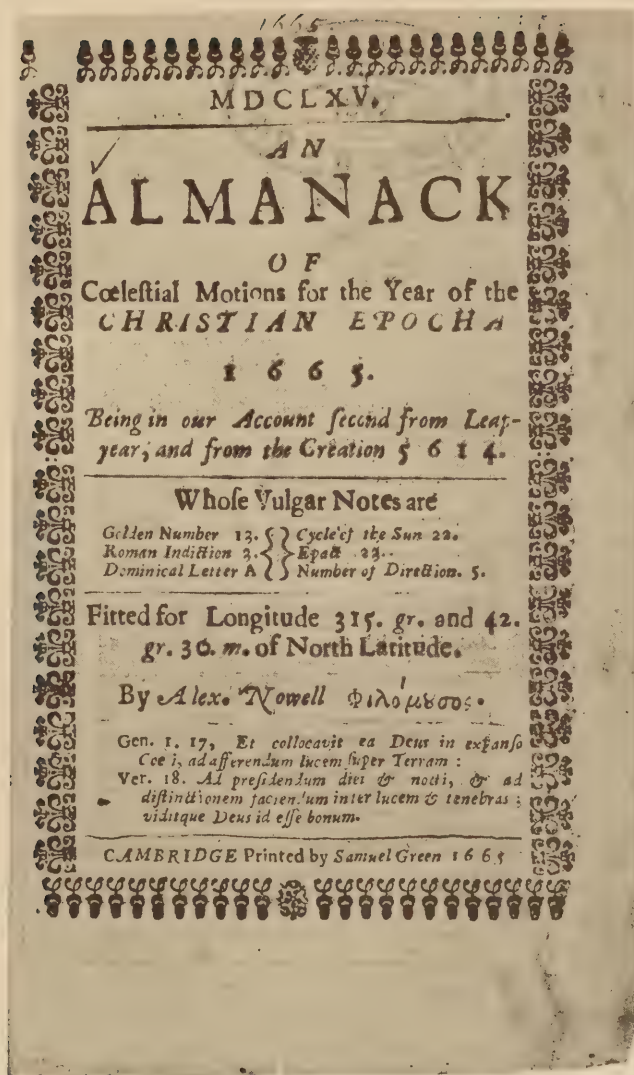 1665
MDCLXV.
AN
ALMANACK
OF
Cœleſtial Motions for the Year of the
CHRISTIAN EPOCHA
1 6 6 5.
Being in our Account ſecond from Leap-
year, and from the Creation 5 6 1 4.
Whoſe Vulgar Notes are
Golden Number 13. Cycle of the Sun 22.
Roman Indiction 3. Epact 23.
Dominical Letter A Number of Direction. 5.
Fitted for Longitude 315. gr. and 42.
gr. 30. m. of North Latitude.
By Alex. Nowell Φιλόμυσος.
Gen. 1. 17, Et collocavit ea Deus in expanſo
Cœli, ad afferendum lucem ſuper Terram :
Ver. 18. Ad preſidendum diei & nocti, & ad
diſtinctionem faciendum inter lucem & tenebras ;
viditque Deus id eſſe bonum.
CAMBRIDGE Printed by Samuel Green 1665